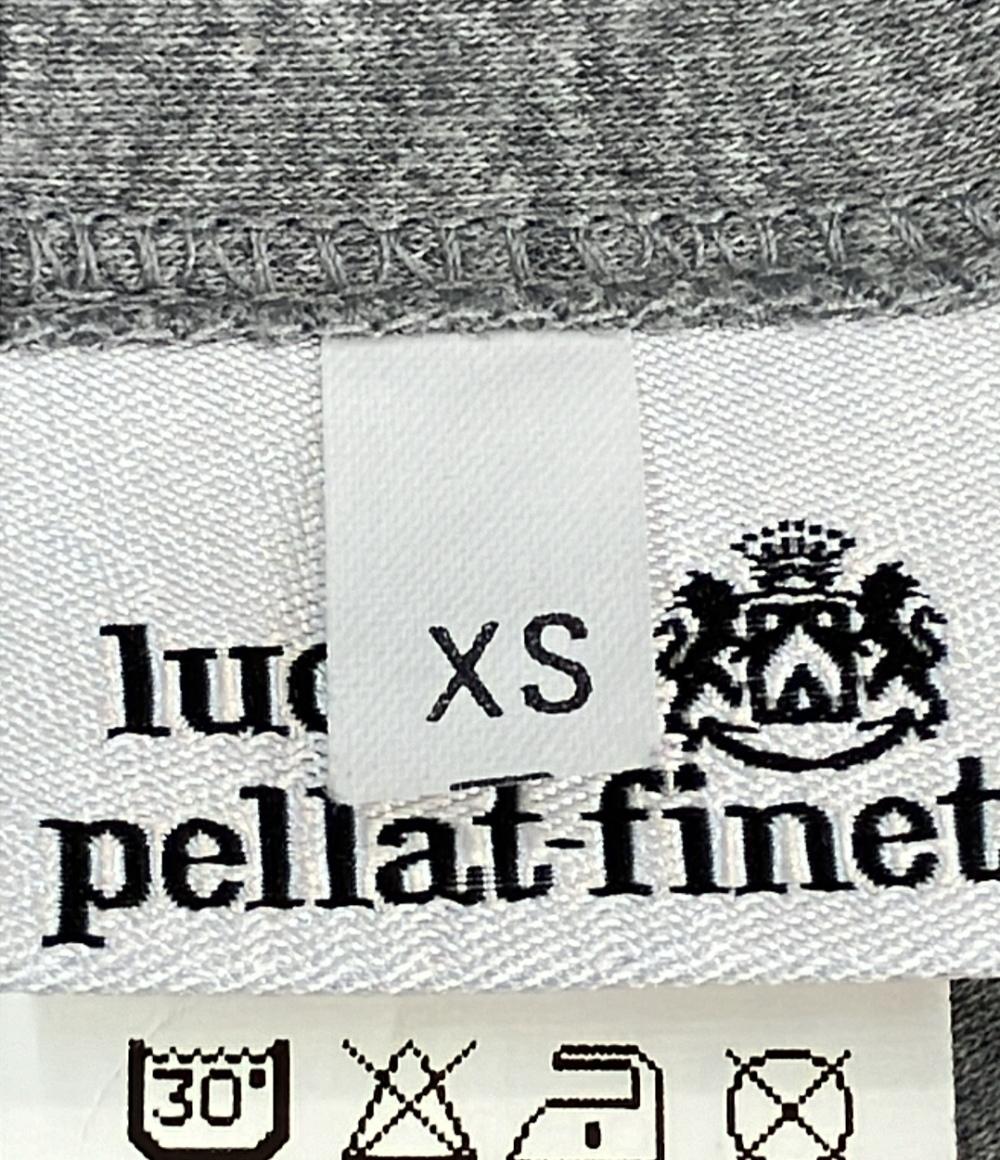 luc
XS
pellat-finet
30°